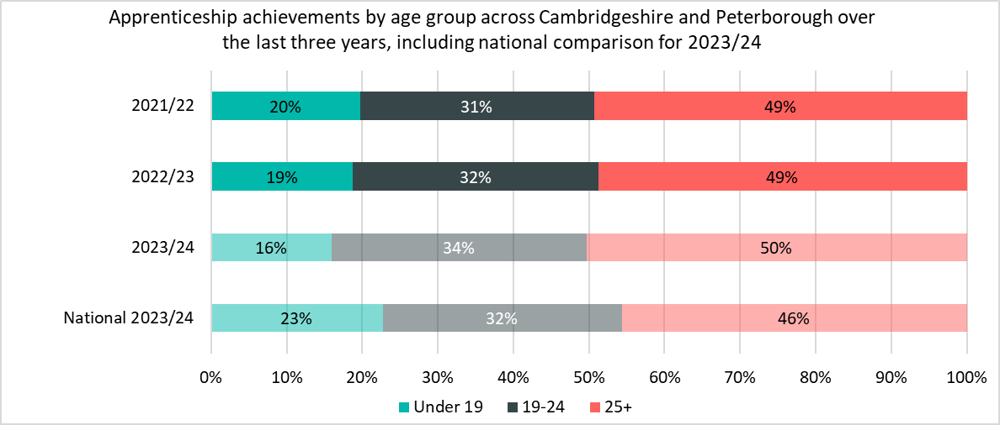 Apprenticeship achievements by age group across Cambridgeshire and Peterborough over
the last three years, including national comparison for 2023/24
2021/22 20% 31% 49%
2022/23 19% 32% 49%
2023/24 16% 34% 50%
National 2023/24 23% 32% 46%
0% 10% 20% 30% 40% 50% 60% 70% 80% 90% 100%
Under 19 19-24 25+